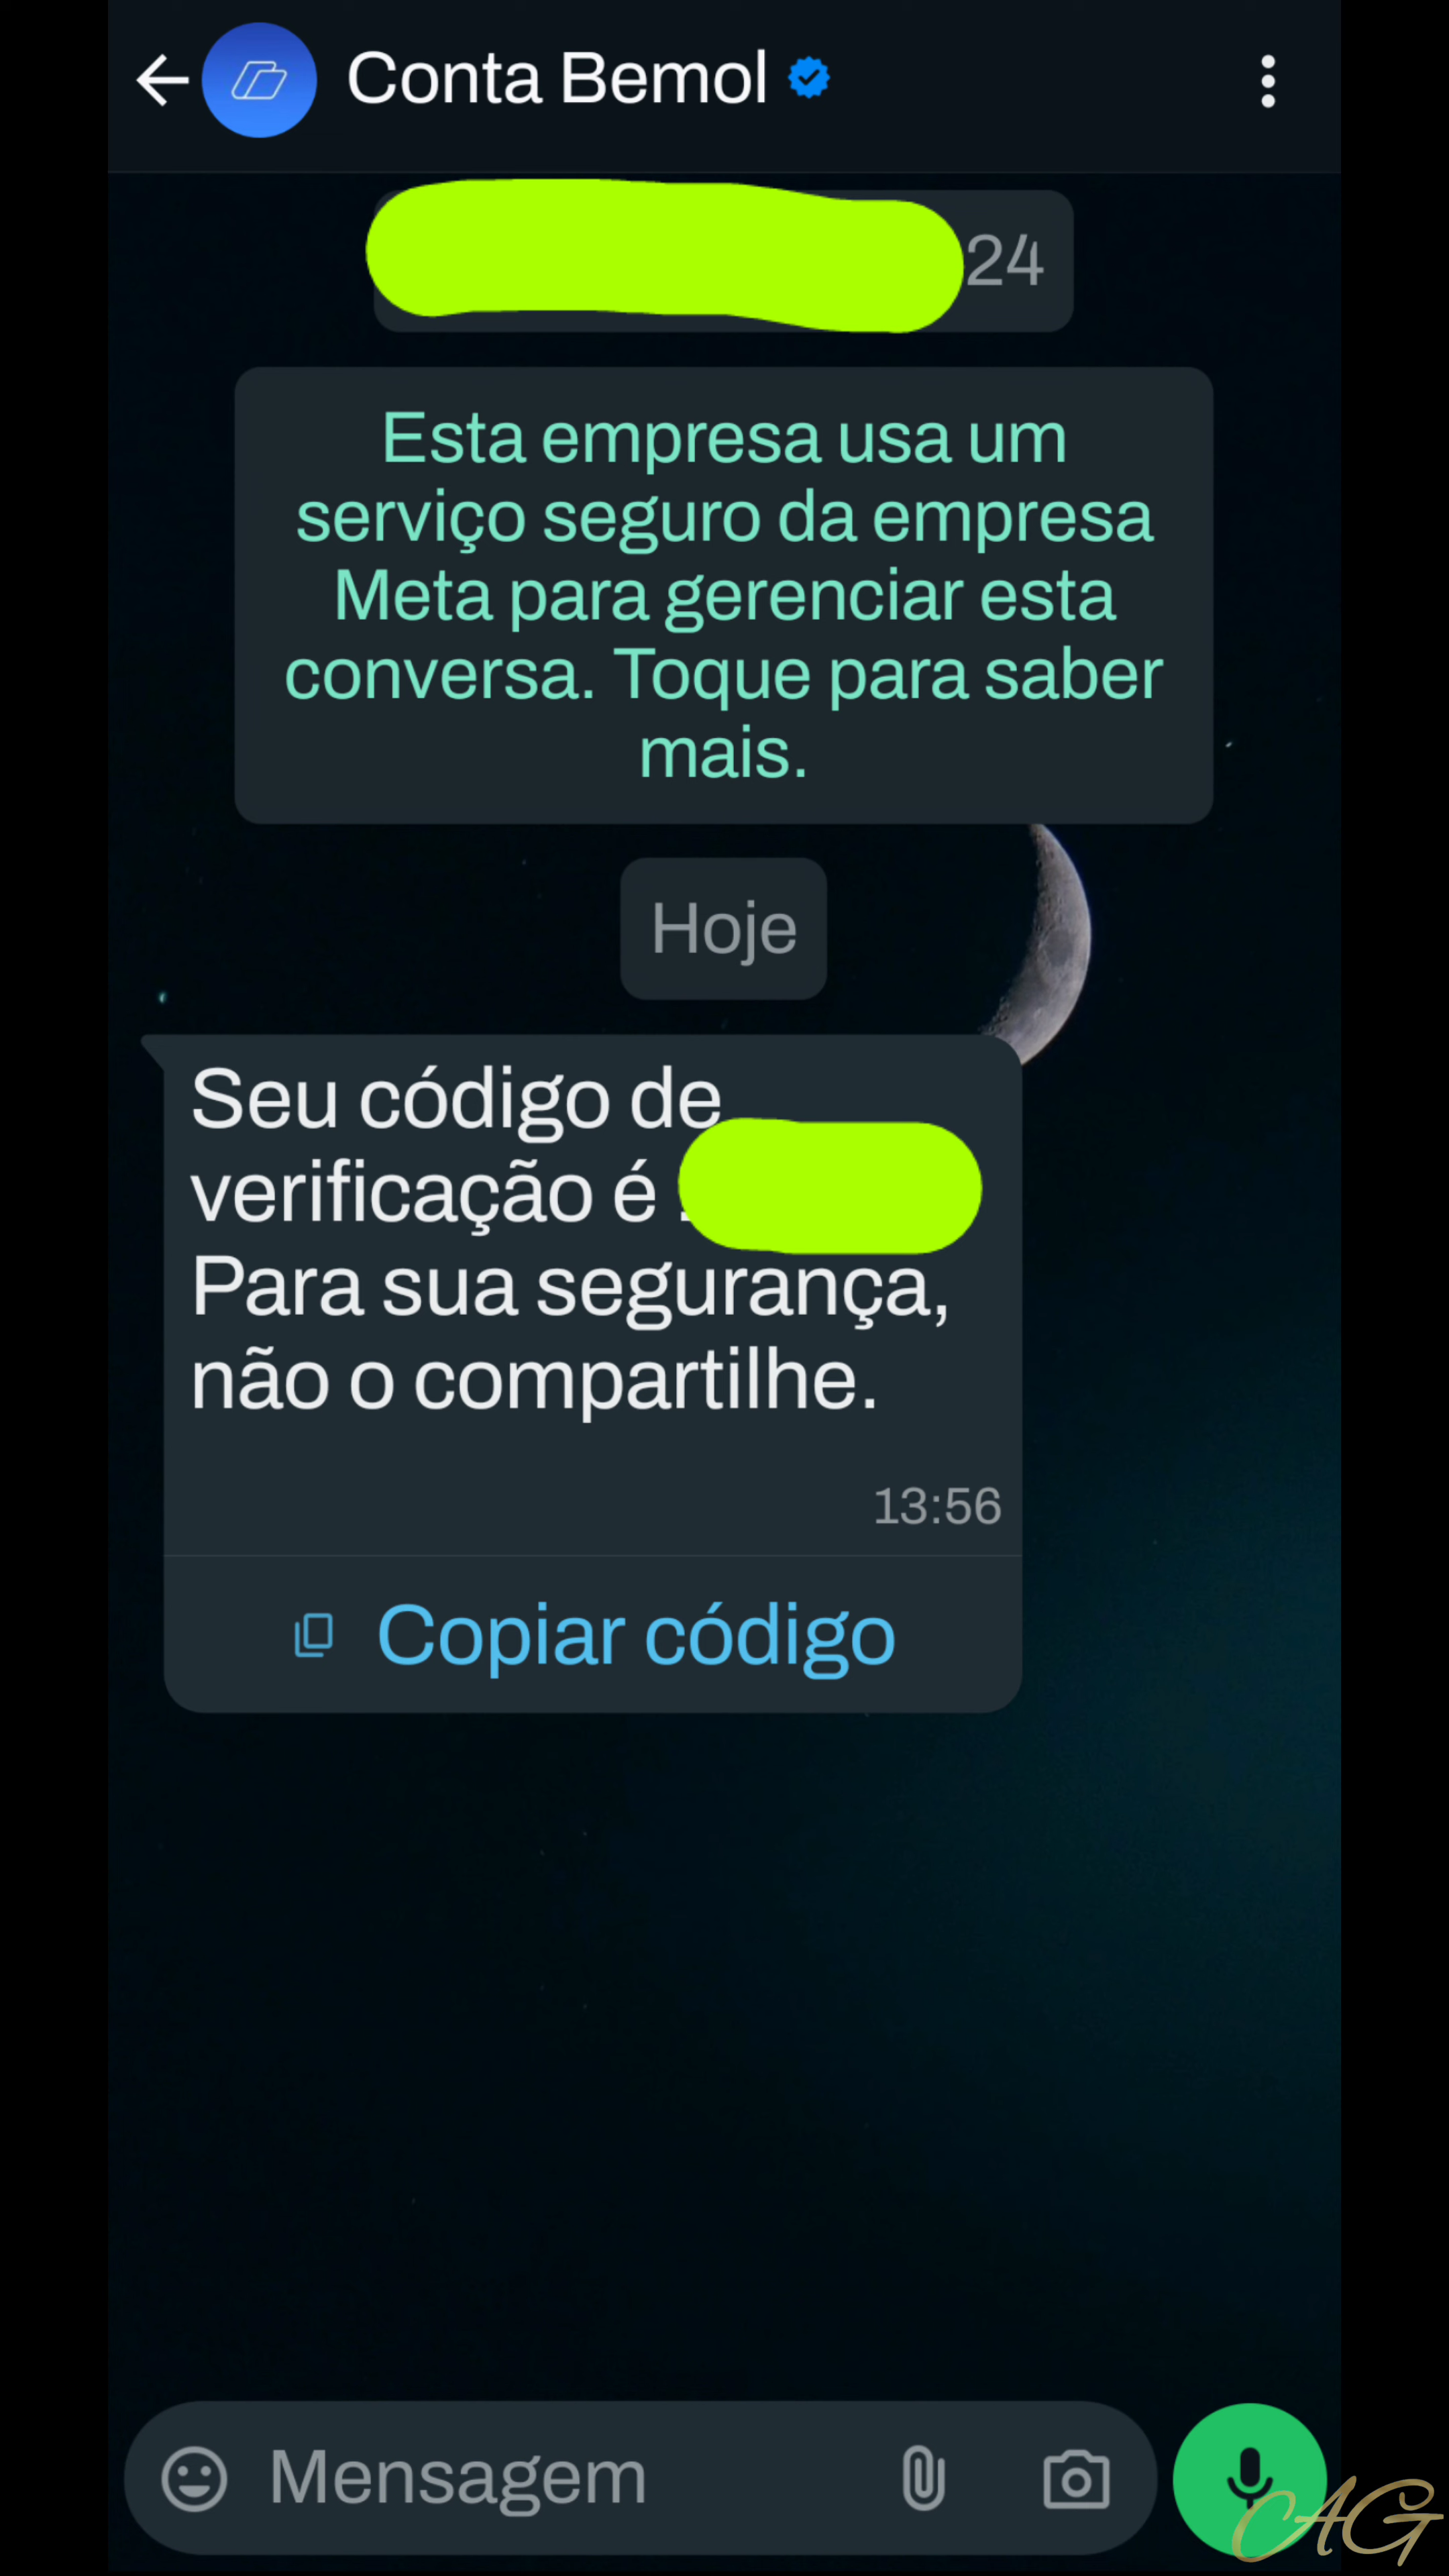 Conta Bemol
24
Esta empresa usa um
serviço seguro da empresa
Meta para gerenciar esta
conversa. Toque para saber
mais.
Hoje
Seu código de
verificação é
Para sua segurança,
não o compartilhe.
13:56
Copiar código
Mensagem
CAG